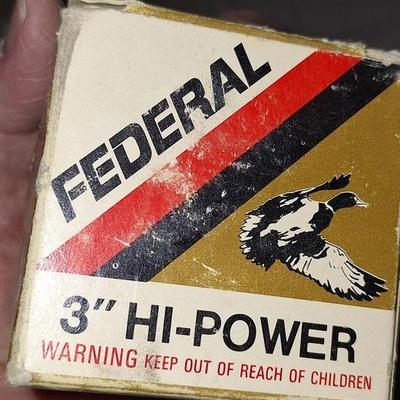 FEDERAL
3" HI-POWER
WARNING KEEP OUT OF REACH OF CHILDREN